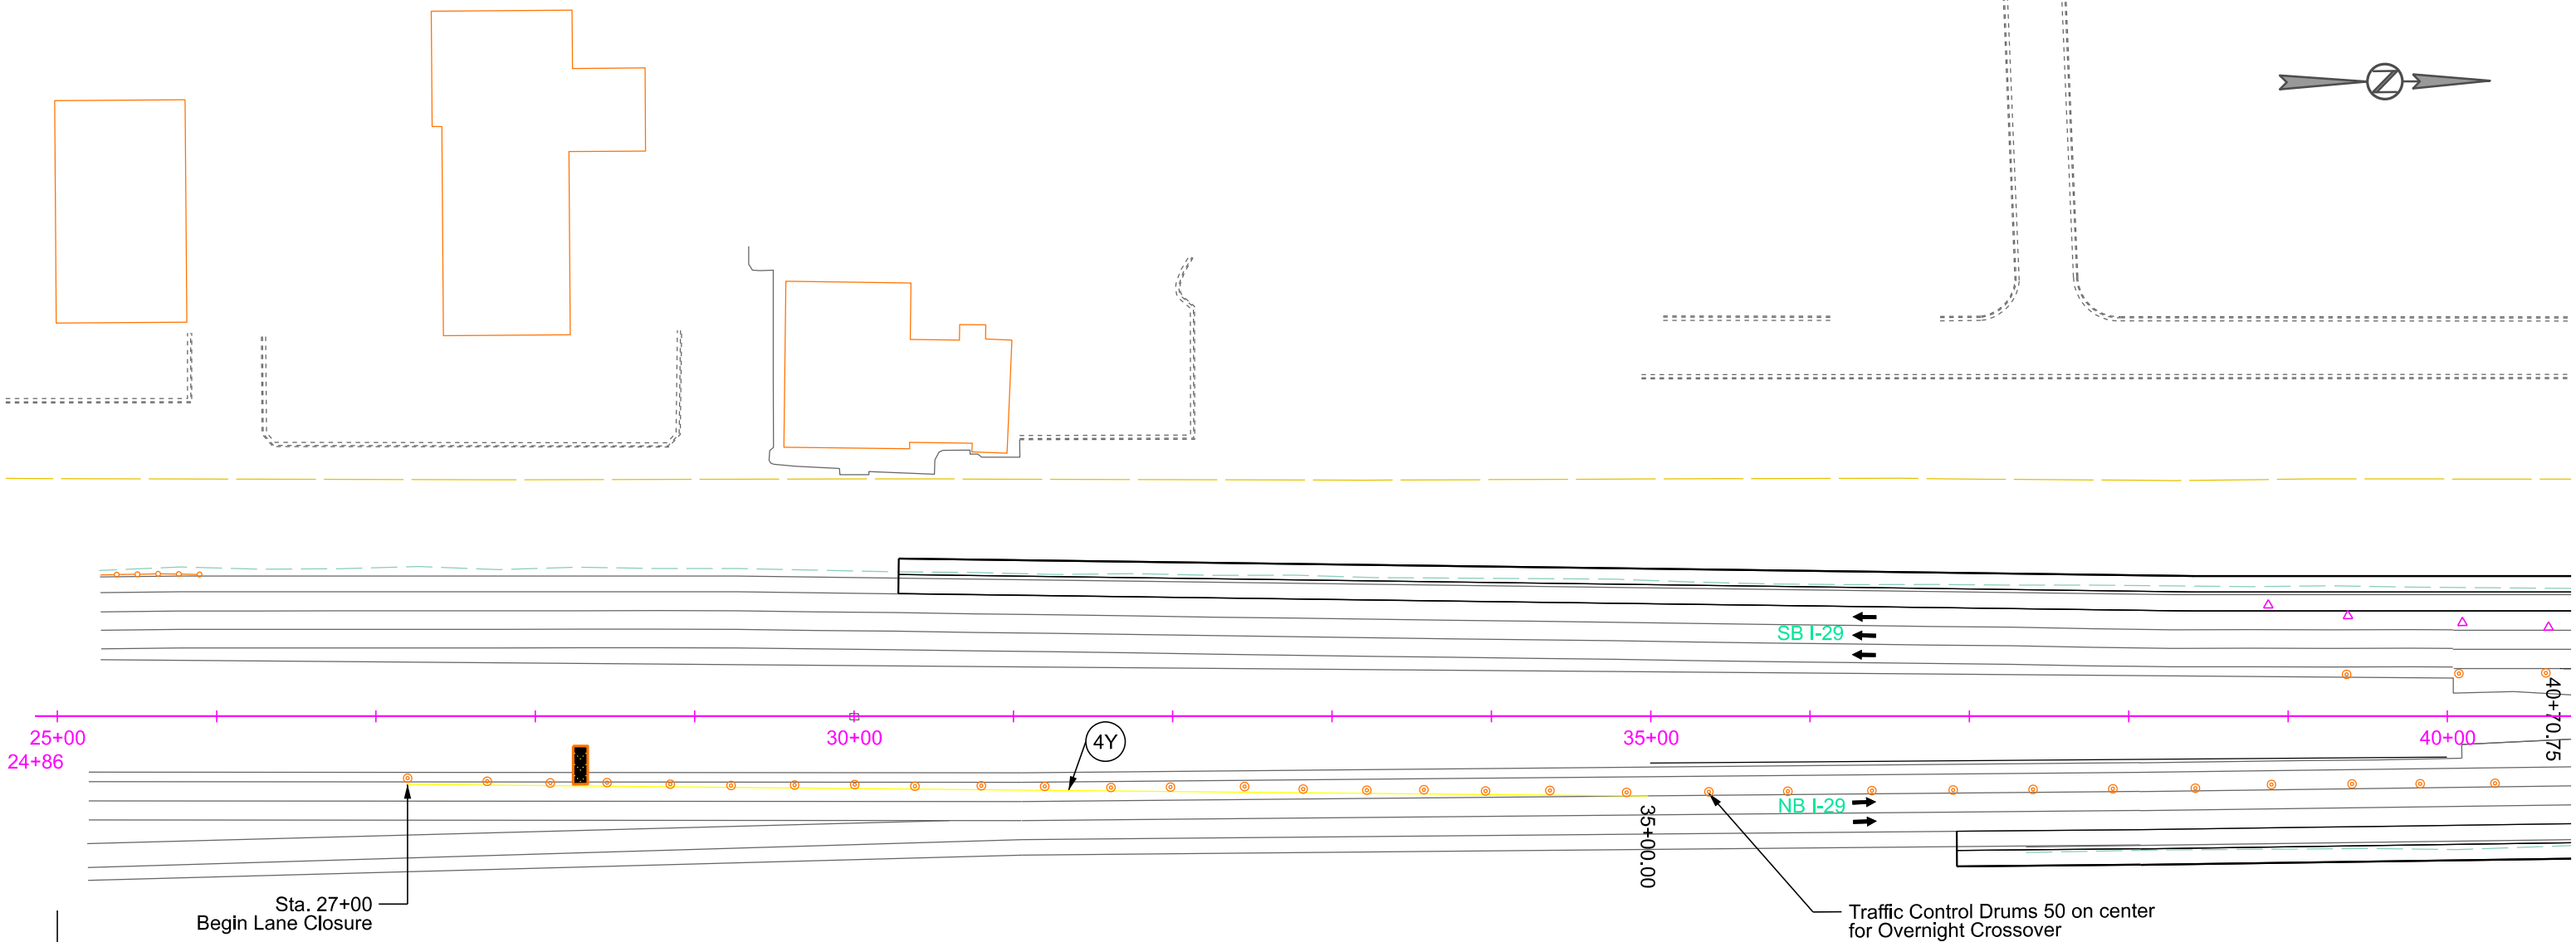 Z
SB I-29
40+70.75
25+00
30+00
35+00
40+00
24+86
4Y
NB I-29
35+00.00
Sta. 27+00
Begin Lane Closure
Traffic Control Drums 50 on center
for Overnight Crossover